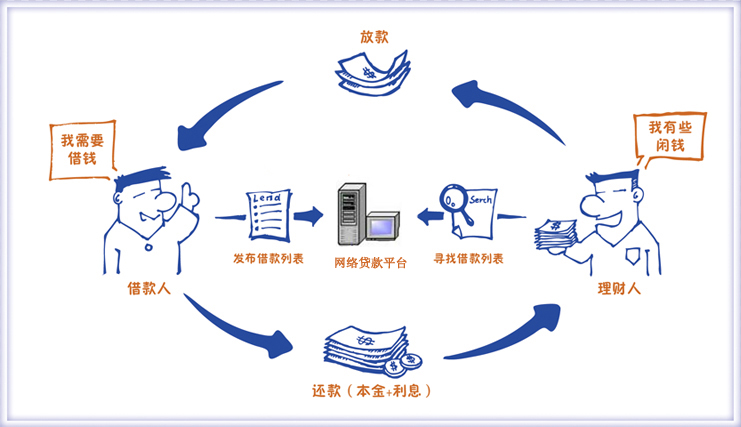 放款
我需要
借钱
我有些
闲钱
Lend
Serch
发布借款列表
网络贷款平台
寻找借款列表
借款人
理财人
还款（本金+利息）